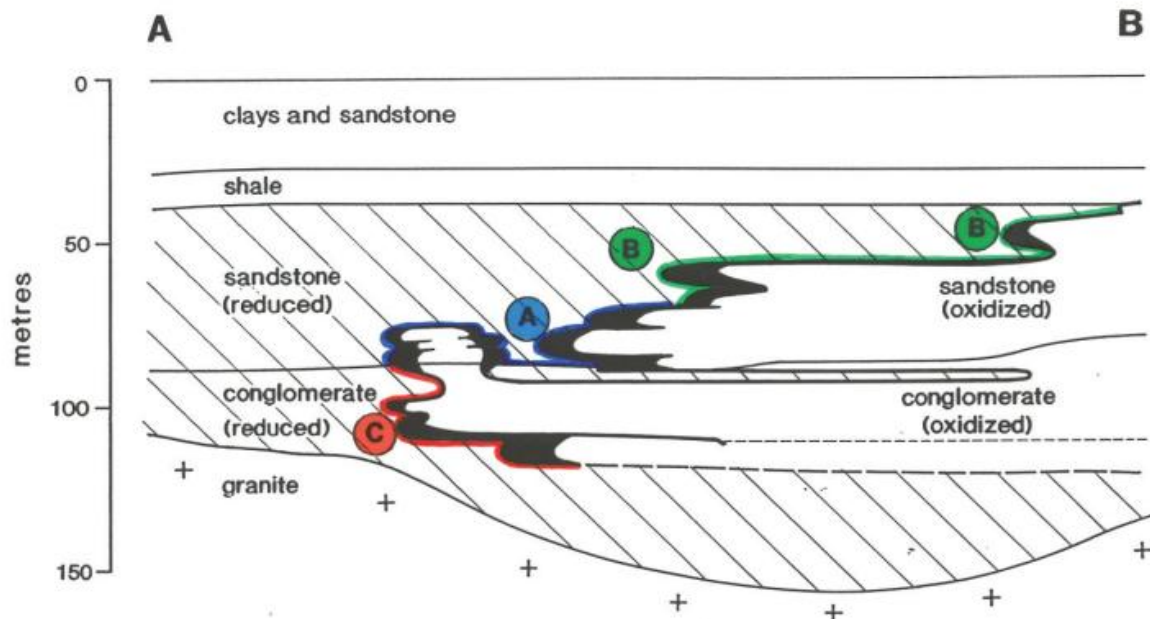 A
B
0
clays and sandstone
shale
50
B
B
sandstone
(reduced)
A
sandstone
(oxidized)
metres
conglomerate
100
(reduced)
C
conglomerate
(oxidized)
granite
150